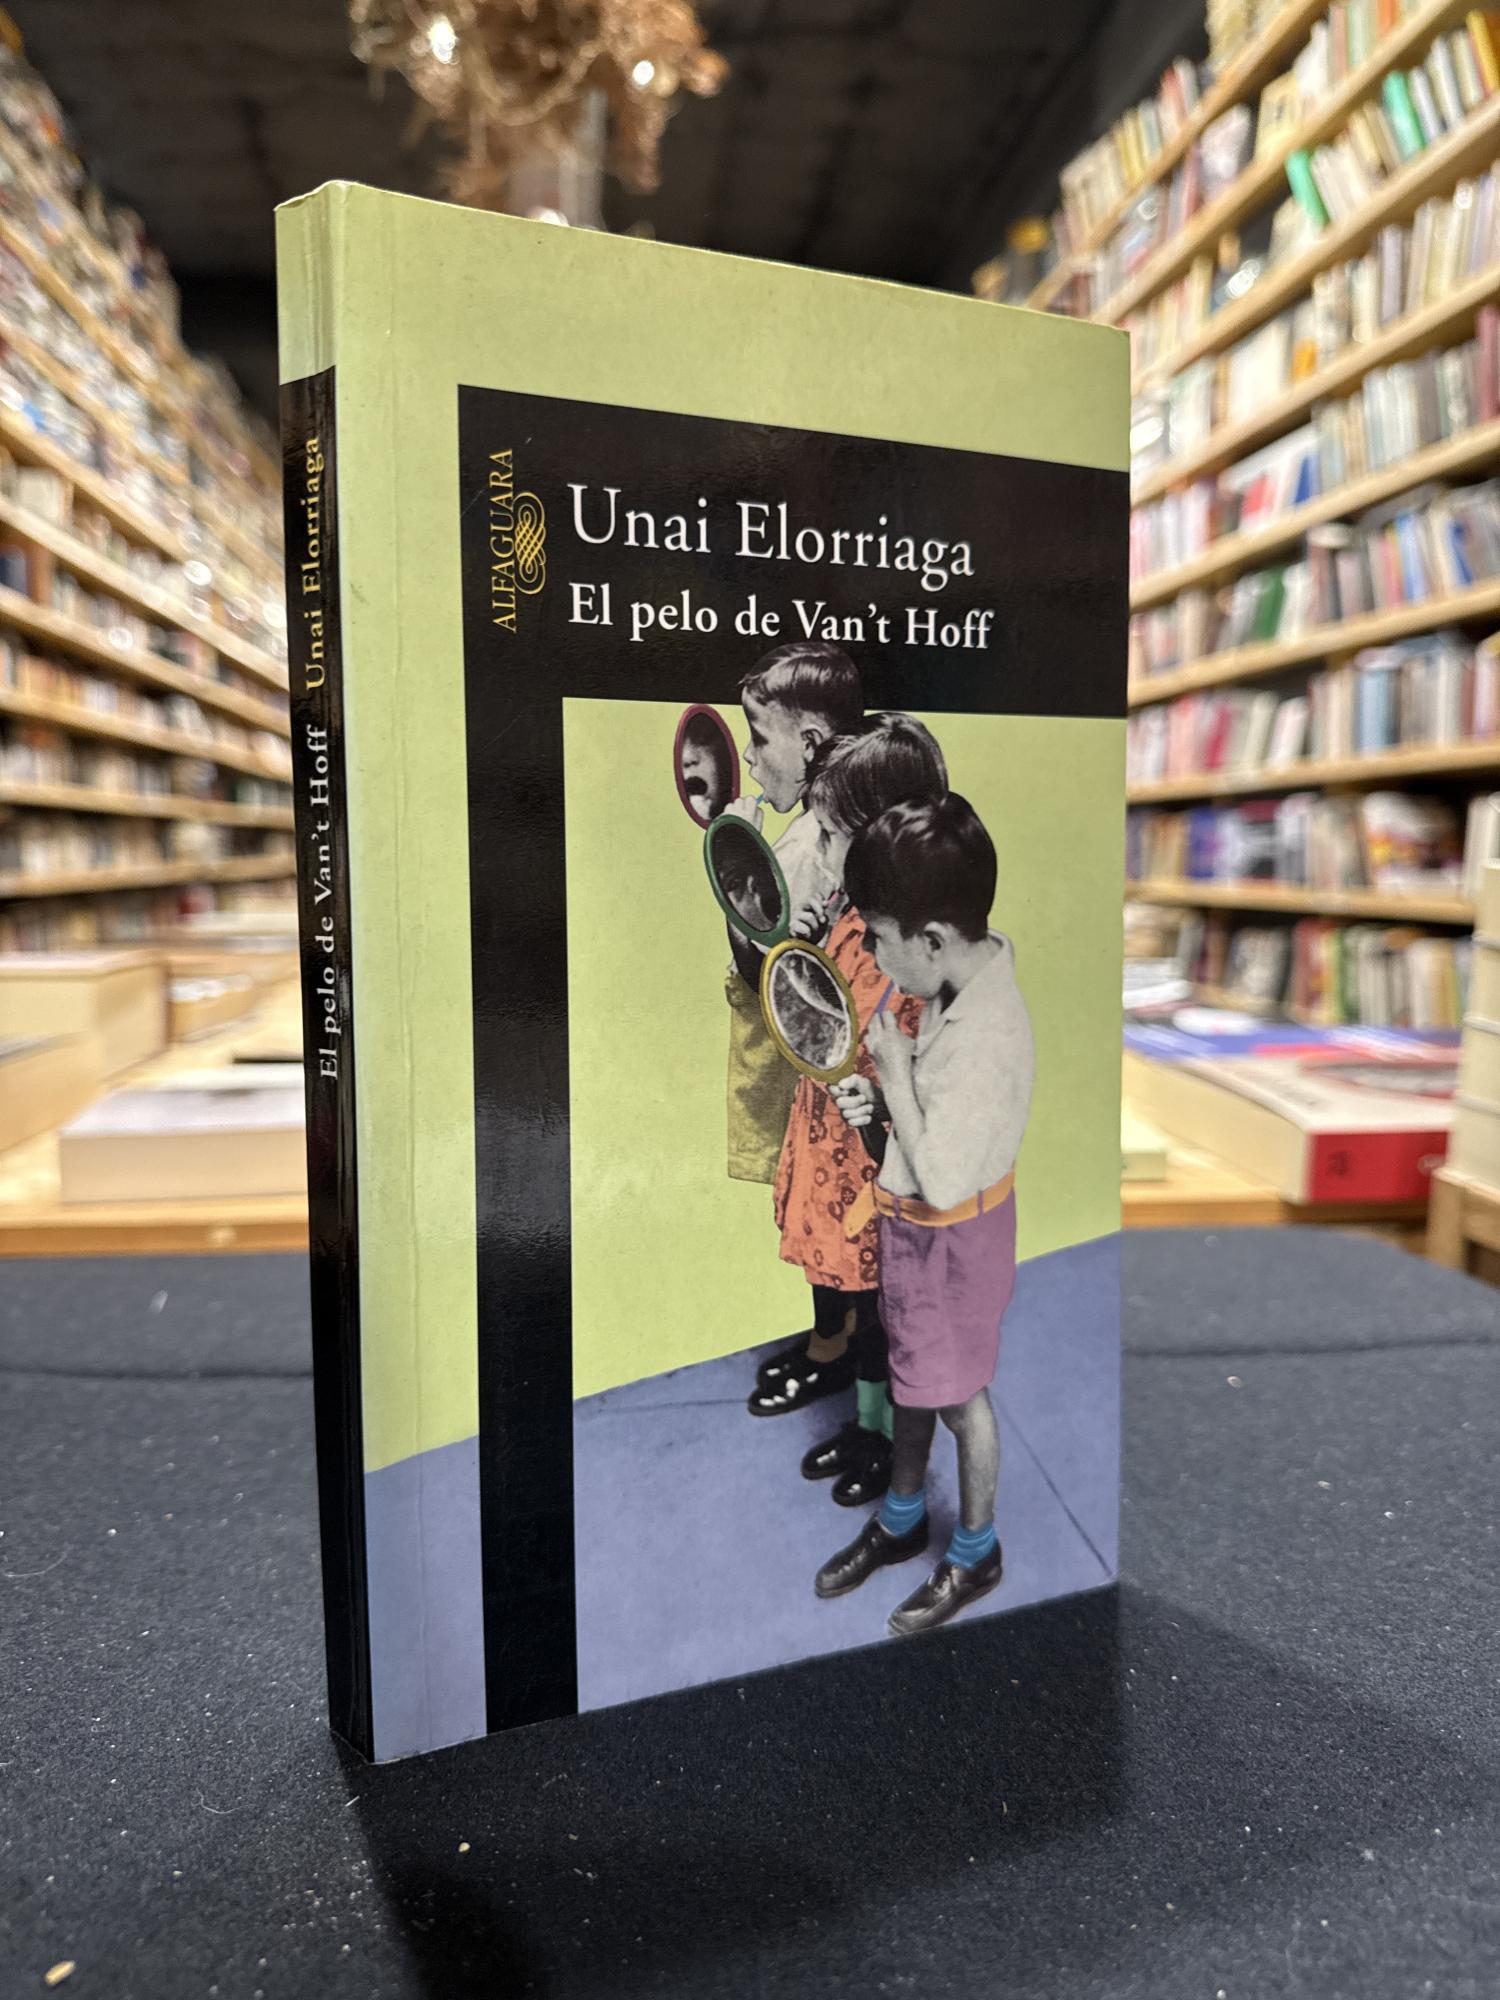 Unai Elorriaga
El pelo de Van't Hoff
ALFAGUARA
El pelo de Van't Hoff Unai Elorriaga